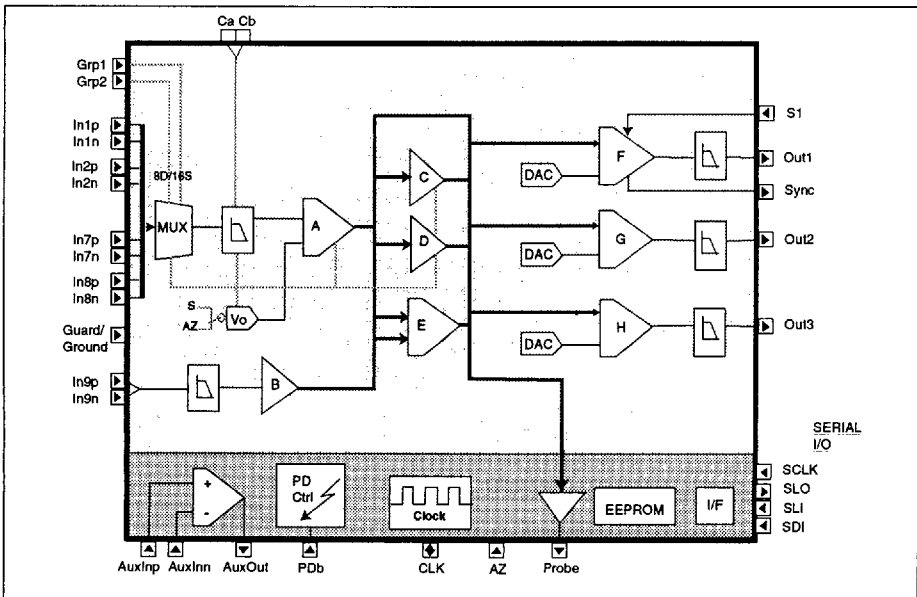 Ca Cb
Grp1
Grp2
In1p
In1n
In2p
In2n
8D/16S
MUX
In7p
In7n
In8p
In8n
Guard/
Ground
In9p
In9n
S
AZ
Vo
A
B
C
D
E
F
DAC
G
DAC
H
DAC
S1
Out1
Sync
Out2
Out3
SERIAL
I/O
SCLK
SLO
SLI
SDI
+
-
PD
Ctrl
Clock
EEPROM
I/F
AuxInp
AuxInn
AuxOut
PDb
CLK
AZ
Probe